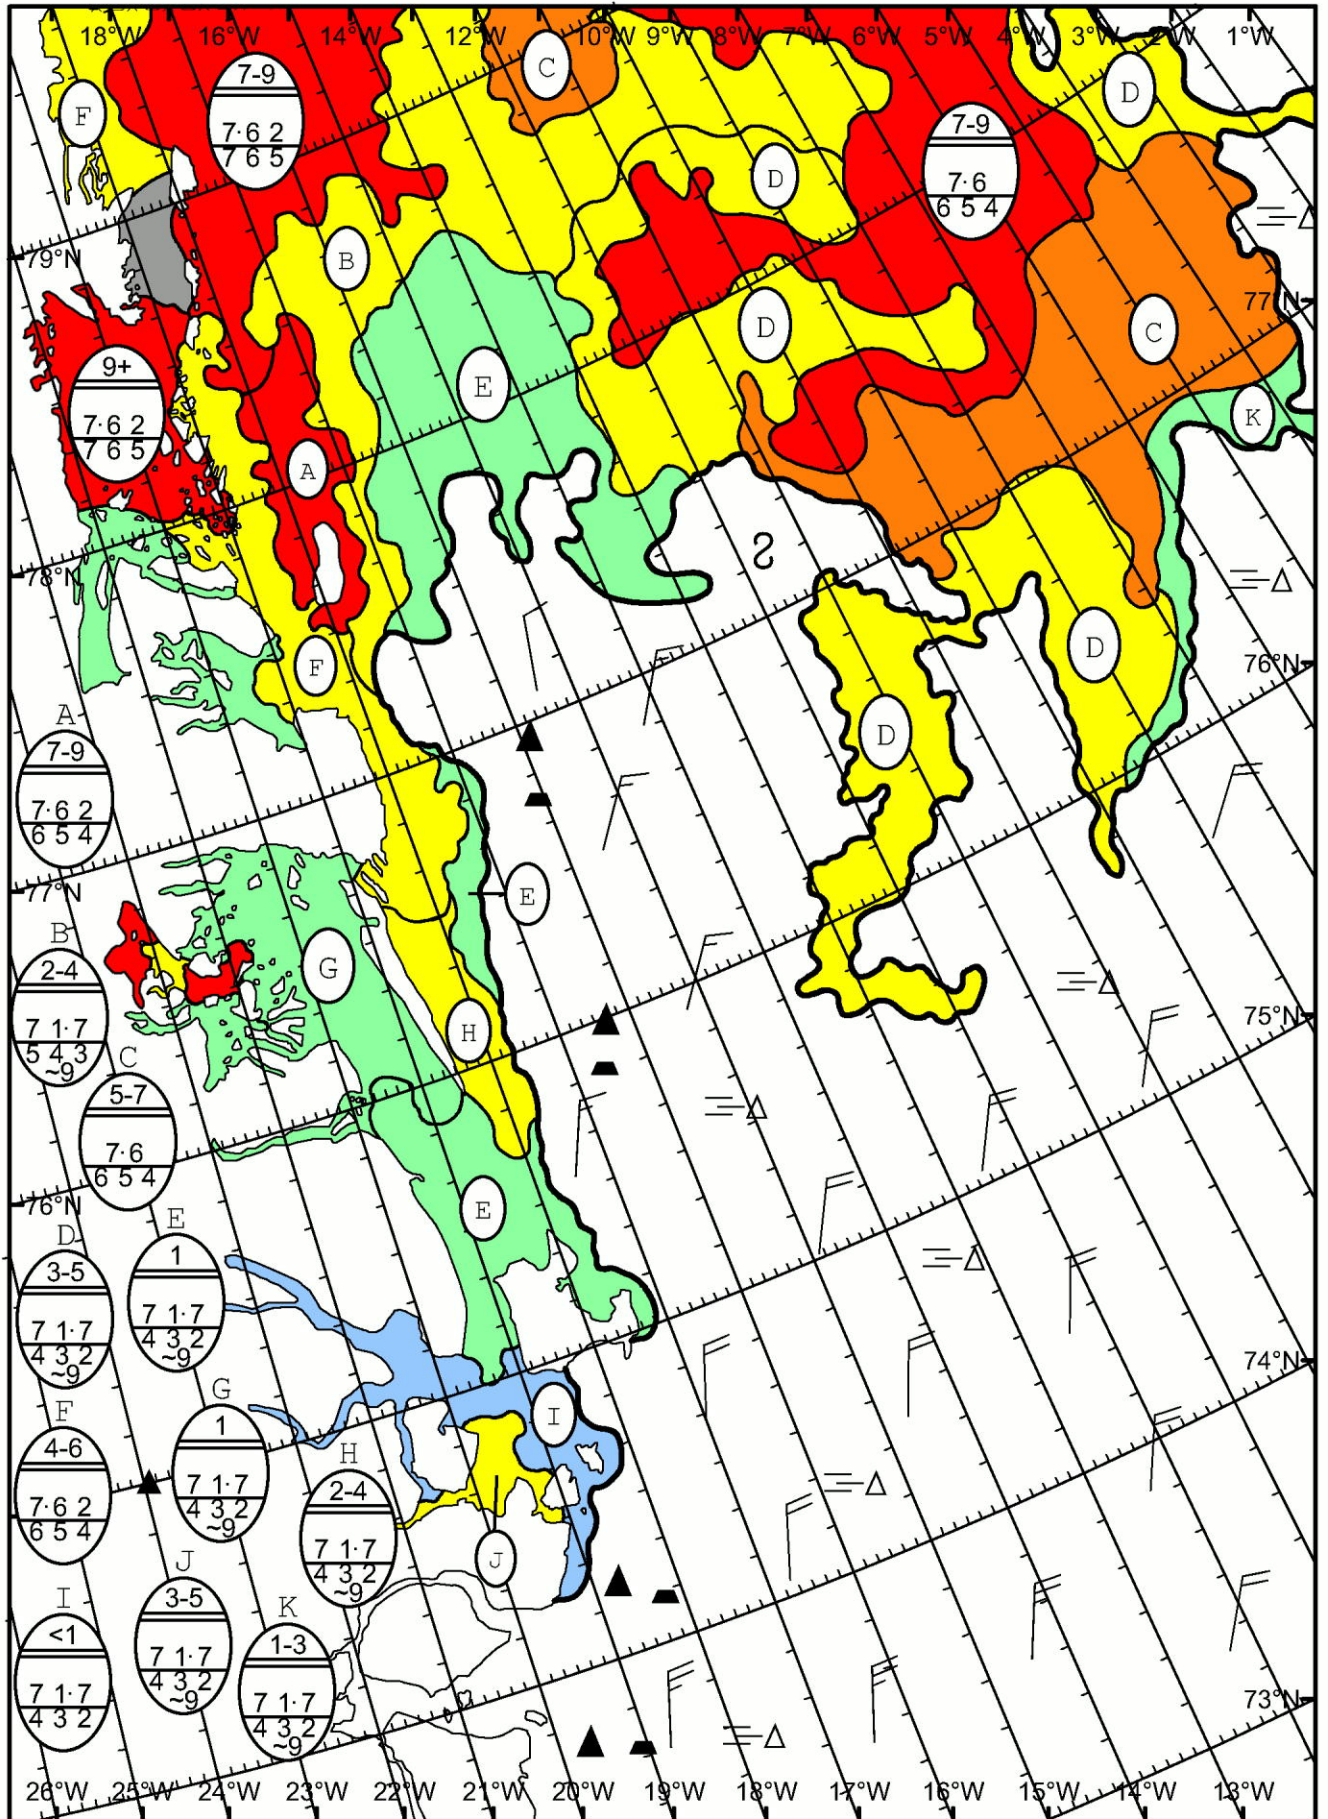 18°W 16°W 14°W 12°W 10°W 9°W 8°W 7°W 6°W 5°W 4°W 3°W 2°W 1°W
C
7-9
7·6 2
7 6 5
F
D
7-9
7·6
6 5 4
D
79°N
B
77°N
D
C
9+
7·6 2
7 6 5
E
K
A
78°N
F
D
76°N
D
A
7-9
7·6 2
6 5 4
77°N
E
B
2-4
7 1·7
5 4 3
~9
G
H
75°N
C
5-7
7·6
6 5 4
76°N
E
D
3-5
7 1·7
4 3 2
~9
E
1
7 1·7
4 3 2
~9
74°N
I
F
4-6
7·6 2
6 5 4
G
1
7 1·7
4 3 2
~9
H
2-4
7 1·7
4 3 2
~9
J
I
<1
7 1·7
4 3 2
J
3-5
7 1·7
4 3 2
~9
K
1-3
7 1·7
4 3 2
~9
73°N
26°W 25°W 24°W 23°W 22°W 21°W 20°W 19°W 18°W 17°W 16°W 15°W 14°W 13°W